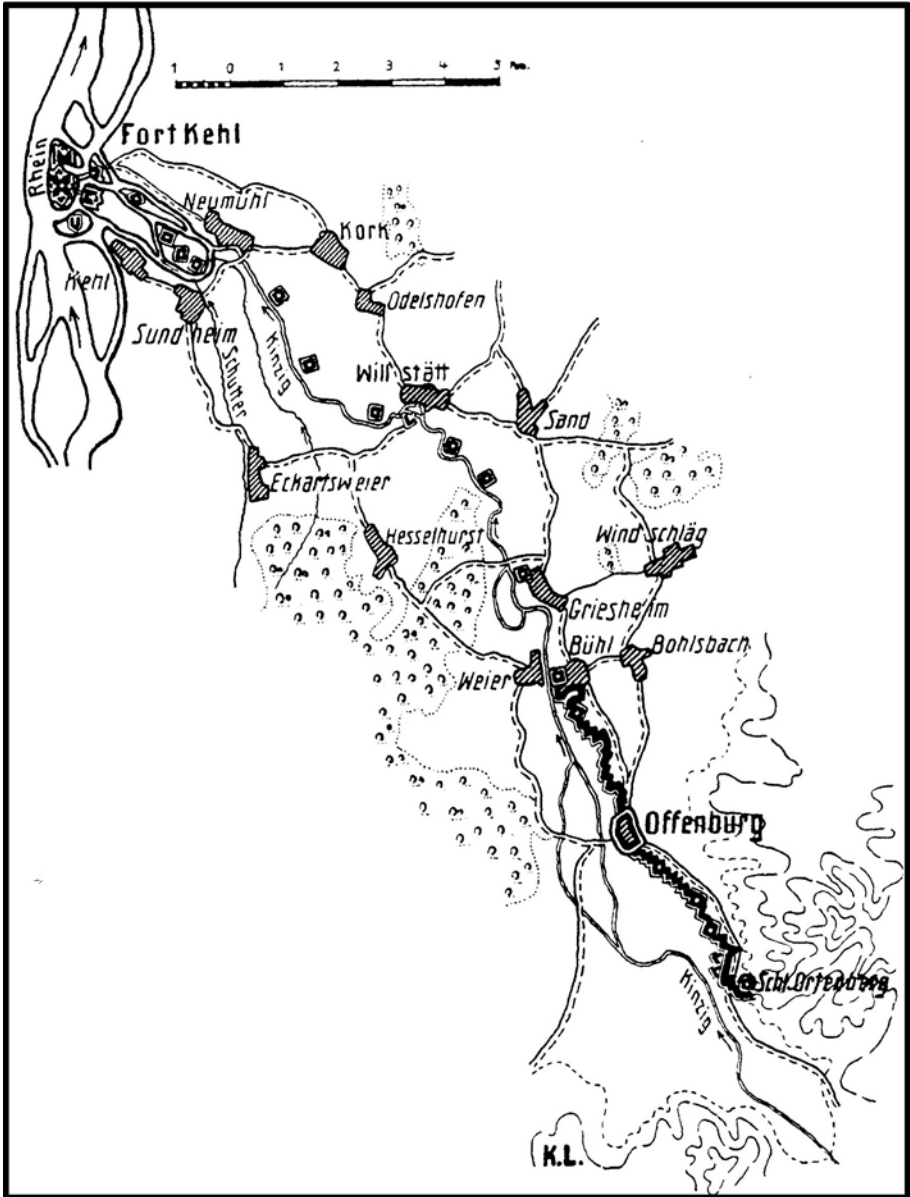 1 0 1 2 3 4 5
Fort Kehl
Rhein
Neumühl
Kork
Kehl
Odelshofen
Sundheim
Kinzig
Schutter
Willstätt
Sand
Eckartsweier
Hesselhurst
Windschläg
Griesheim
Bühl
Bohlsbach
Weier
Offenburg
Schl. Ortenberg
Kinzig
K.L.